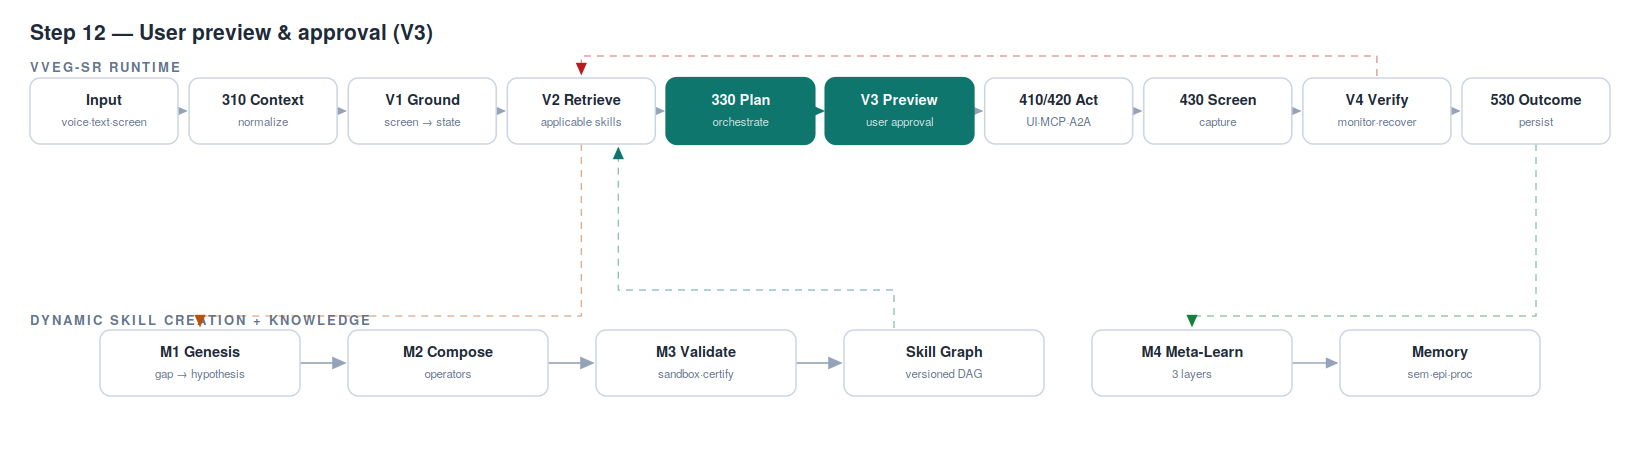 Step 12 — User preview & approval (V3)
VVEG-SR RUNTIME
Input
voice·text·screen
310 Context
normalize
V1 Ground
screen → state
V2 Retrieve
applicable skills
330 Plan
orchestrate
V3 Preview
user approval
410/420 Act
UI·MCP·A2A
430 Screen
capture
V4 Verify
monitor·recover
530 Outcome
persist
DYNAMIC SKILL CREATION + KNOWLEDGE
M1 Genesis
gap → hypothesis
M2 Compose
operators
M3 Validate
sandbox·certify
Skill Graph
versioned DAG
M4 Meta-Learn
3 layers
Memory
sem·epi·proc